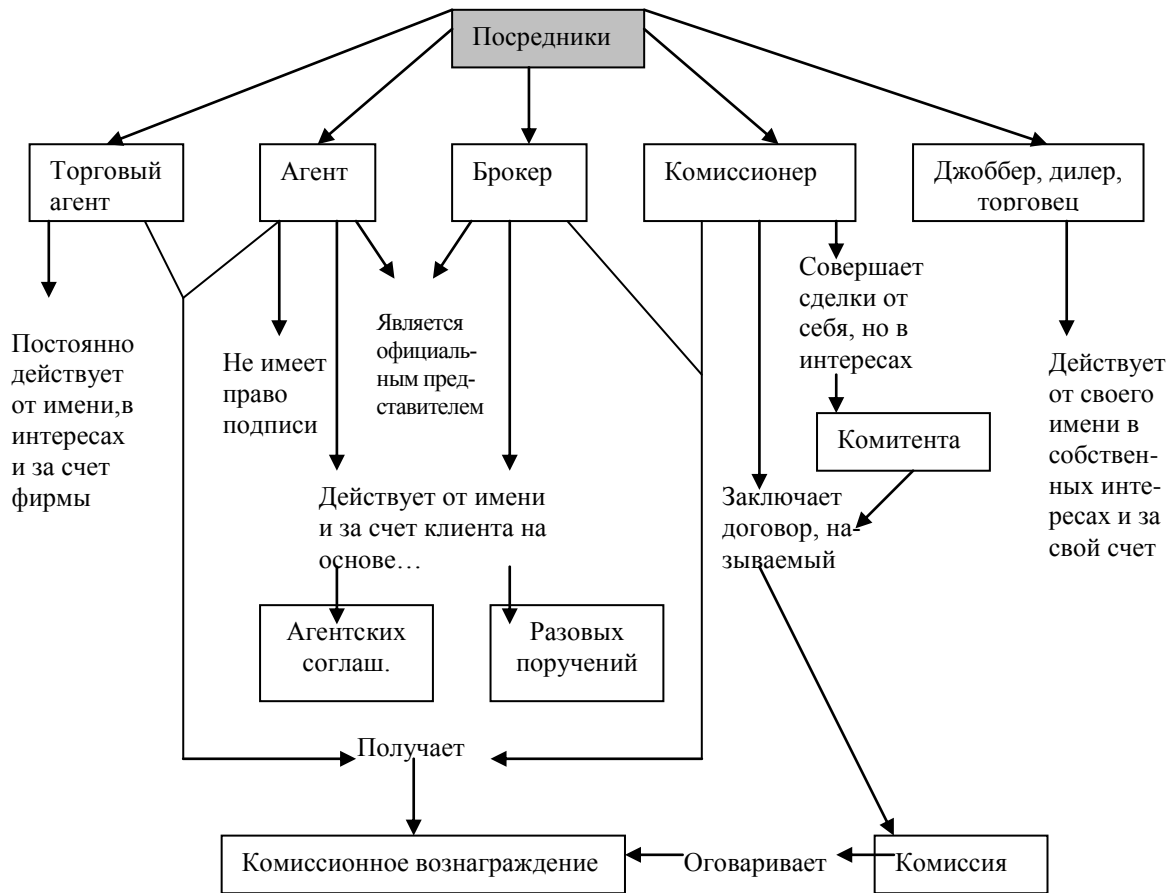 Посредники
Торговый
агент
Агент
Брокер
Комиссионер
Джоббер, дилер,
торговец
Постоянно
действует
от имени,в
интересах
и за счет
фирмы
Не имеет
право
подписи
Является
официаль-
ным пред-
ставителем
Совершает
сделки от
себя, но в
интересах
Комитента
Действует
от своего
имени в
собствен-
ных инте-
ресах и за
свой счет
Действует от имени
и за счет клиента на
основе…
Заключает
договор, на-
зываемый
Агентских
соглаш.
Разовых
поручений
Получает
Комиссионное вознаграждение
Оговаривает
Комиссия